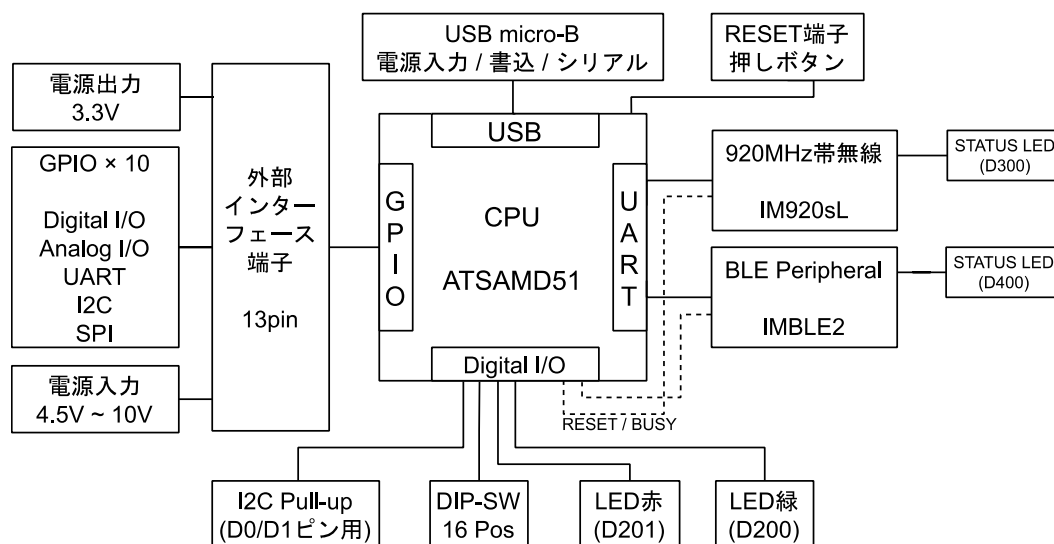 USB micro-B
電源入力 / 書込 / シリアル
RESET端子
押しボタン
電源出力
3.3V
GPIO × 10
Digital I/O
Analog I/O
UART
I2C
SPI
電源入力
4.5V ~ 10V
外部
インター
フェース
端子
13pin
USB
GPIO
CPU
ATSAMD51
UART
Digital I/O
920MHz帯無線
IM920sL
STATUS LED
(D300)
BLE Peripheral
IMBLE2
STATUS LED
(D400)
RESET / BUSY
I2C Pull-up
(D0/D1ピン用)
DIP-SW
16 Pos
LED赤
(D201)
LED緑
(D200)